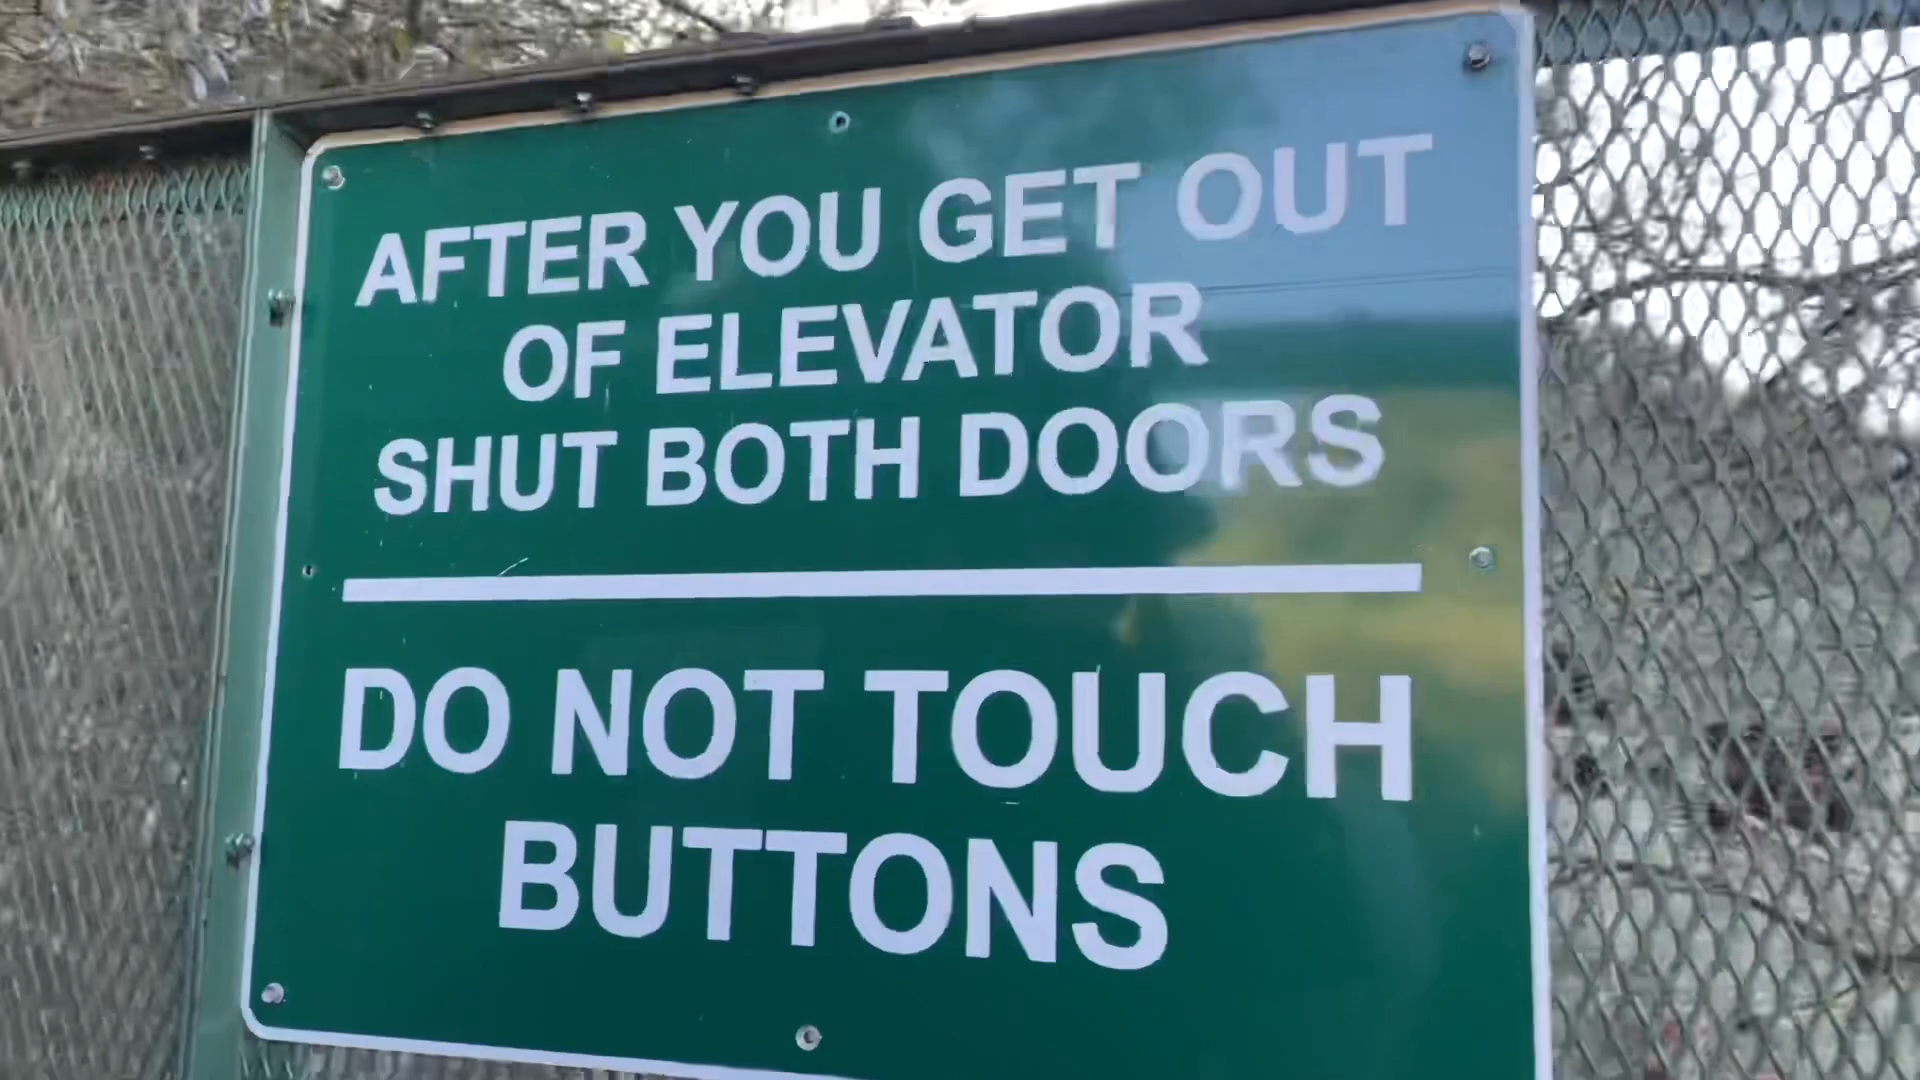 AFTER YOU GET OUT
OF ELEVATOR
SHUT BOTH DOORS
DO NOT TOUCH
BUTTONS